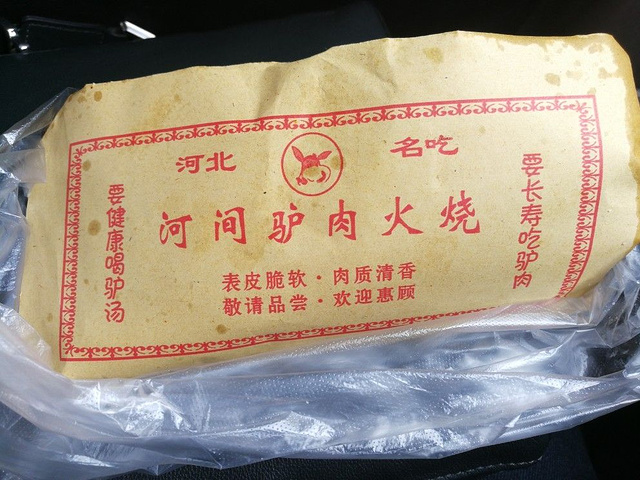 河北 名吃
河间驴肉火烧
表皮脆软·肉质清香
敬请品尝·欢迎惠顾
要长寿吃驴肉
要健康喝驴汤